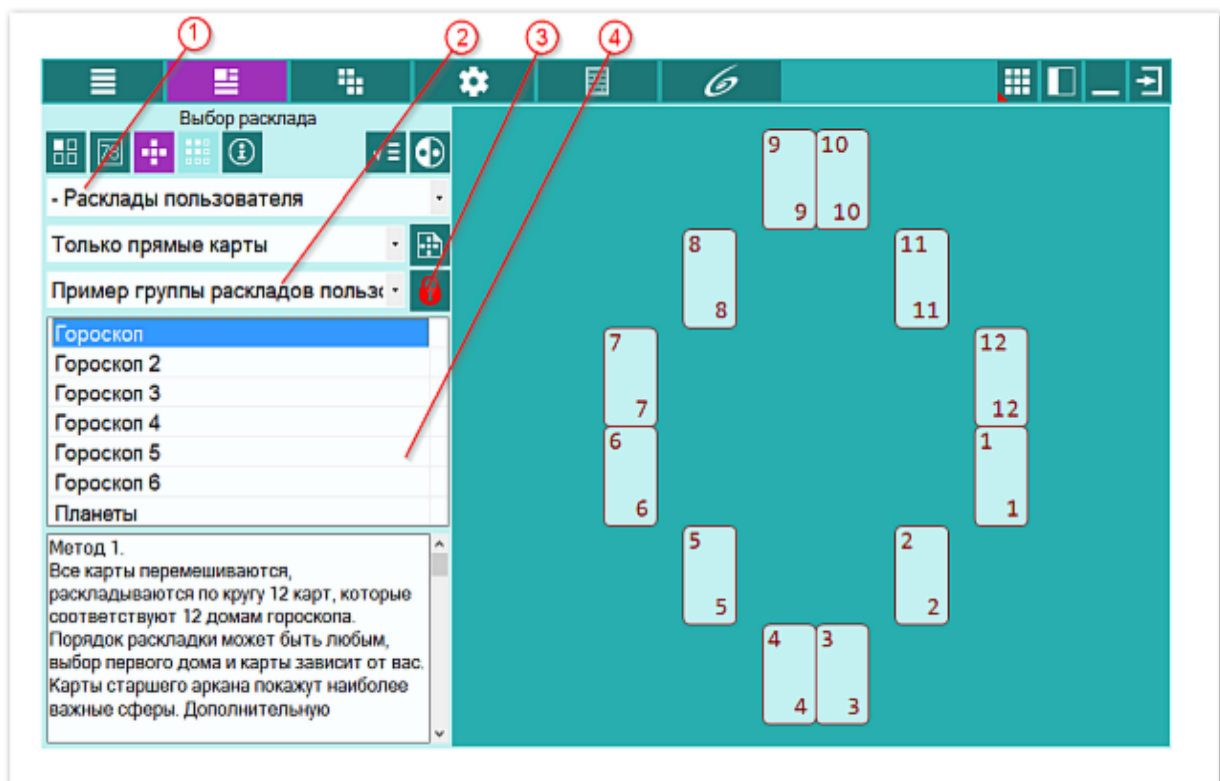 1 2 3 4
Выбор расклада
78
- Расклады пользователя
Только прямые карты
Пример группы раскладов польз
Гороскоп
Гороскоп 2
Гороскоп 3
Гороскоп 4
Гороскоп 5
Гороскоп 6
Планеты
Метод 1.
Все карты перемешиваются,
раскладываются по кругу 12 карт, которые
соответствуют 12 домам гороскопа.
Порядок раскладки может быть любым,
выбор первого дома и карты зависит от вас.
Карты старшего аркана покажут наиболее
важные сферы. Дополнительную
9 10
9 10
8 11
8 11
7 12
7 12
6 1
6 1
5 2
5 2
4 3
4 3